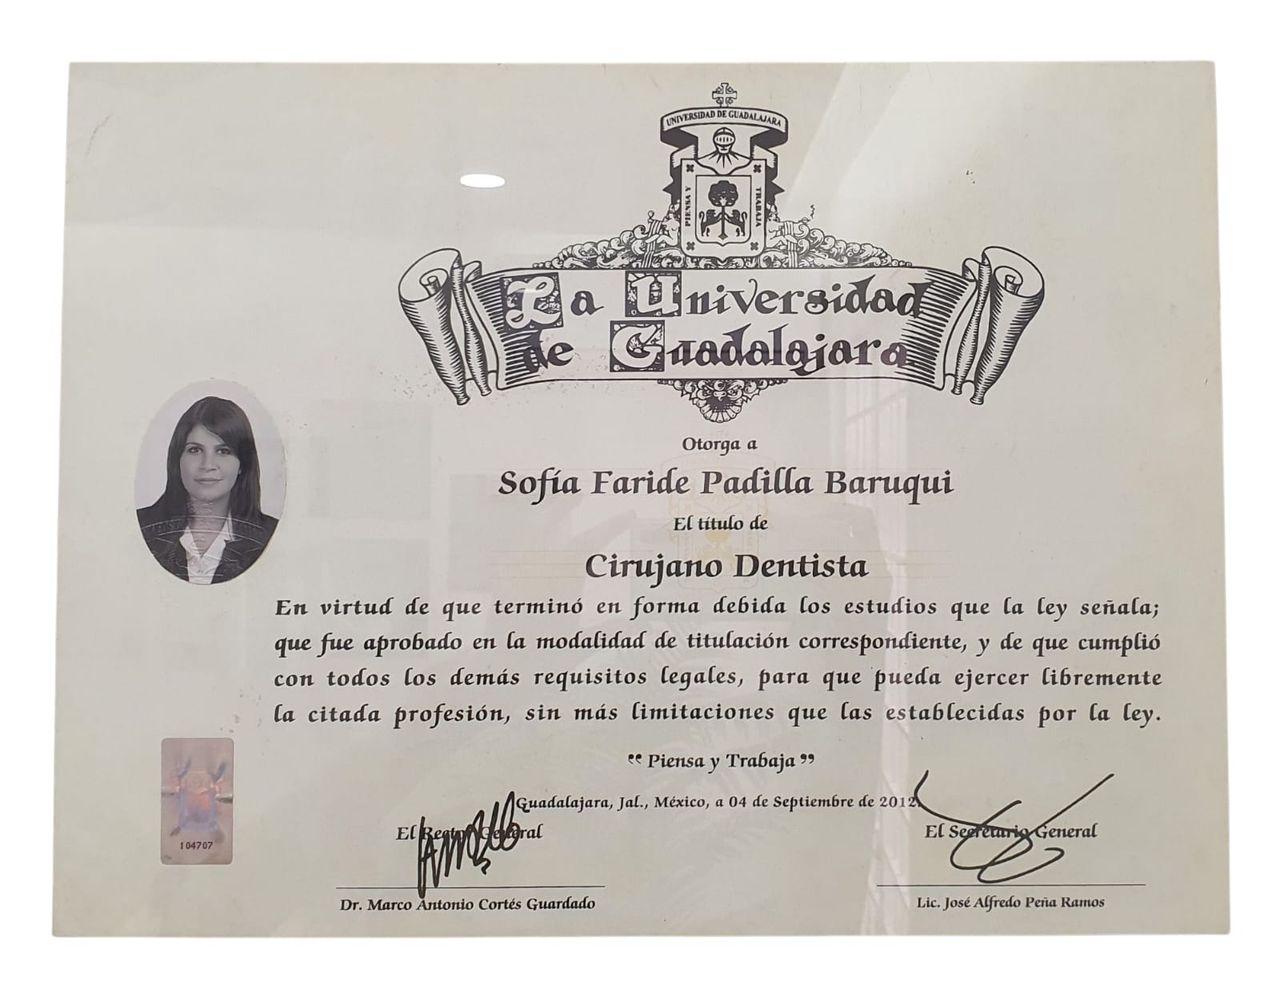 UNIVERSIDAD DE GUADALAJARA
PIENSA Y
TRABAJA
La Universidad
de Guadalajara
Otorga a
Sofía Faride Padilla Baruqui
El título de
Cirujano Dentista
En virtud de que terminó en forma debida los estudios que la ley señala;
que fue aprobado en la modalidad de titulación correspondiente, y de que cumplió
con todos los demás requisitos legales, para que pueda ejercer libremente
la citada profesión, sin más limitaciones que las establecidas por la ley.
“ Piensa y Trabaja ”
Guadalajara, Jal., México, a 04 de Septiembre de 2012.
El Rector General
El Secretario General
104707
Dr. Marco Antonio Cortés Guardado
Lic. José Alfredo Peña Ramos